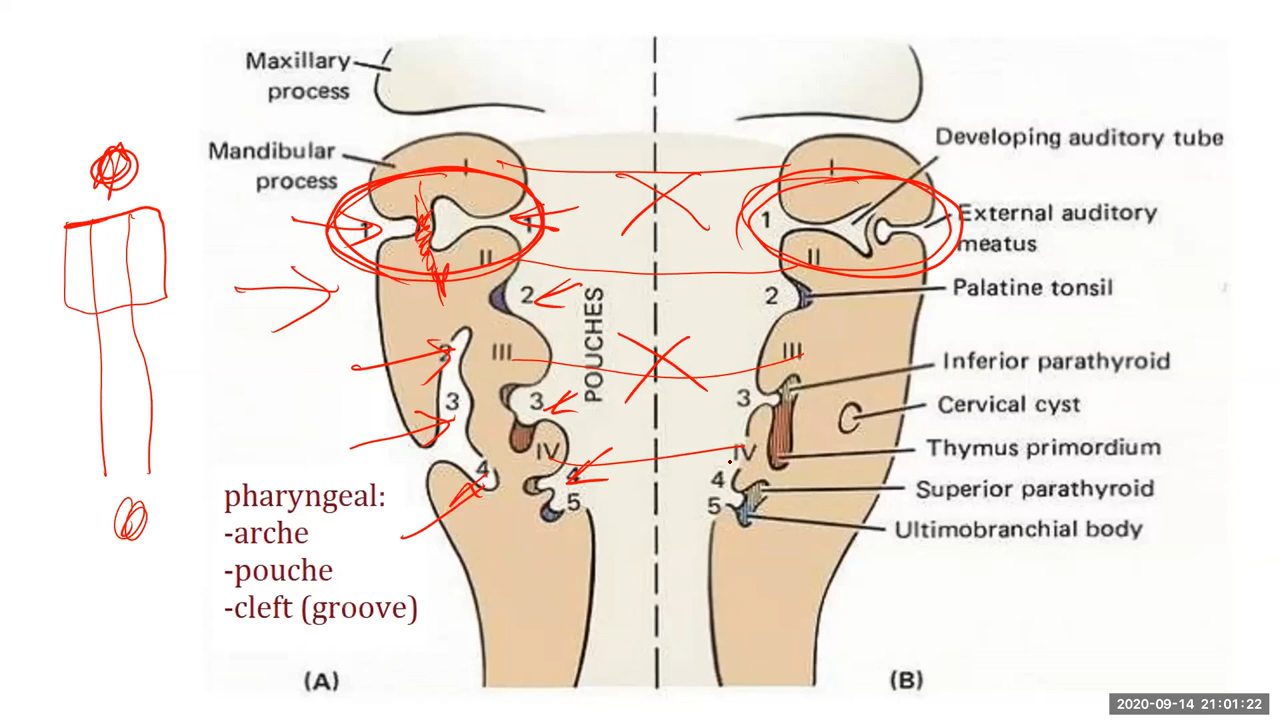 Maxillary
process
Mandibular
process
I
1
1
II
2
2
III
3
3
IV
4
4
5
POUCHES
pharyngeal:
-arche
-pouche
-cleft (groove)
(A)
I
1
II
2
III
3
IV
4
5
Developing auditory tube
External auditory
meatus
Palatine tonsil
Inferior parathyroid
Cervical cyst
Thymus primordium
Superior parathyroid
Ultimobranchial body
(B)
2020-09-14 21:01:22